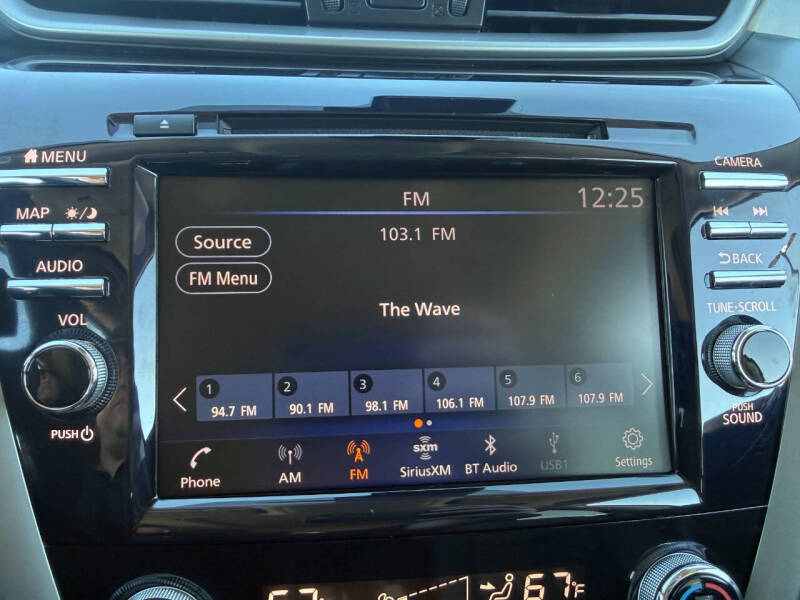 MENU
CAMERA
FM 12:25
MAP
Source
103.1 FM
BACK
AUDIO
FM Menu
TUNE·SCROLL
VOL
The Wave
1 2 3 4 5 6
94.7 FM 90.1 FM 98.1 FM 106.1 FM 107.9 FM 107.9 FM
PUSH SOUND
PUSH
Phone AM FM sxm SiriusXM BT Audio USB1 Settings
67°F